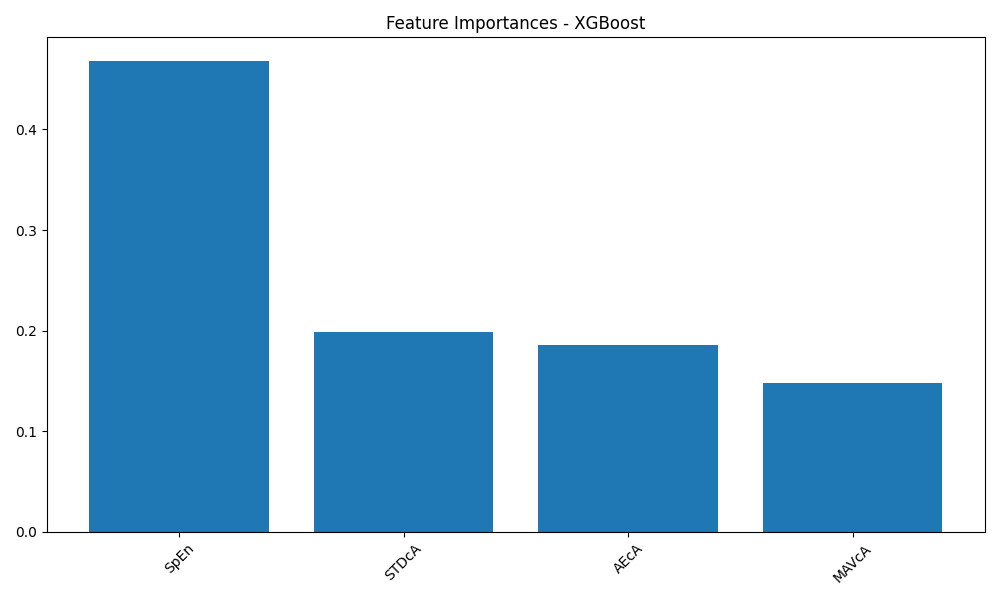 Feature Importances - XGBoost
0.4
0.3
0.2
0.1
0.0
SpEn
STDcA
AEcA
MAVcA